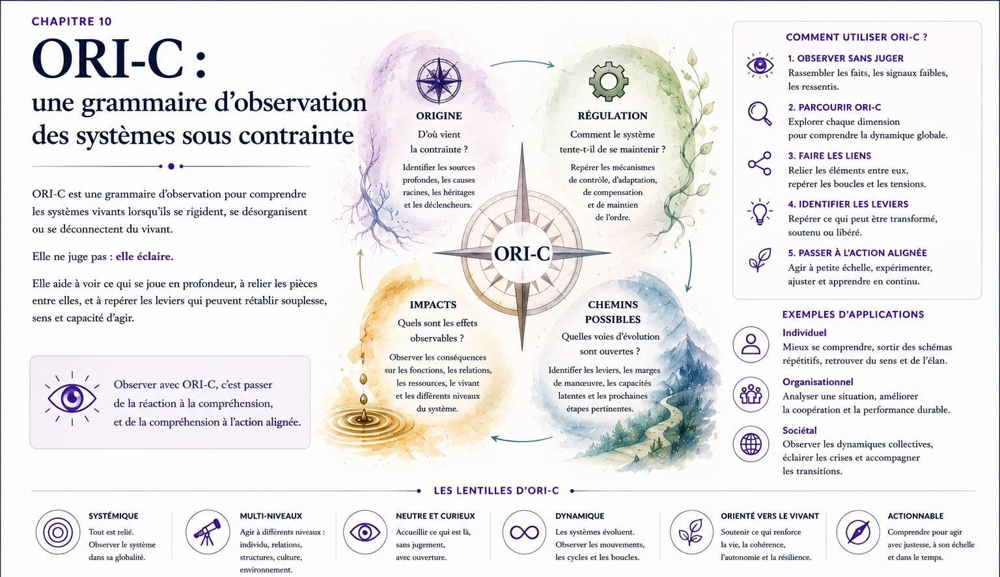 CHAPITRE 10
ORI-C :
une grammaire d’observation
des systèmes sous contrainte
ORI-C est une grammaire d’observation pour comprendre
les systèmes vivants lorsqu’ils se rigident, se désorganisent
ou se déconnectent du vivant.
Elle ne juge pas : elle éclaire.
Elle aide à voir ce qui se joue en profondeur, à relier les pièces
entre elles, et à repérer les leviers qui peuvent rétablir souplesse,
sens et capacité d’agir.
Observer avec ORI-C, c’est passer
de la réaction à la compréhension,
et de la compréhension à l’action alignée.
ORIGINE
D’où vient
la contrainte ?
Identifier les sources
profondes, les causes
racines, les héritages
et les déclencheurs.
RÉGULATION
Comment le système
tente-t-il de se maintenir ?
Repérer les mécanismes
de contrôle, d’adaptation,
de compensation
et de maintien
de l’ordre.
ORI-C
IMPACTS
Quels sont les effets
observables ?
Observer les conséquences
sur les fonctions, les relations,
les ressources, le vivant
et les différents niveaux
du système.
CHEMINS
POSSIBLES
Quelles voies d’évolution
sont ouvertes ?
Identifier les leviers, les marges
de manœuvre, les capacités
latentes et les prochaines
étapes pertinentes.
COMMENT UTILISER ORI-C ?
1. OBSERVER SANS JUGER
Rassembler les faits, les signaux faibles,
les ressentis.
2. PARCOURIR ORI-C
Explorer chaque dimension
pour comprendre la dynamique globale.
3. FAIRE LES LIENS
Relier les éléments entre eux,
repérer les boucles et les tensions.
4. IDENTIFIER LES LEVIERS
Repérer ce qui peut être transformé,
soutenu ou libéré.
5. PASSER À L’ACTION ALIGNÉE
Agir à petite échelle, expérimenter,
ajuster et apprendre en continu.
EXEMPLES D’APPLICATIONS
Individuel
Mieux se comprendre, sortir des schémas
répétitifs, retrouver du sens et de l’élan.
Organisationnel
Analyser une situation, améliorer
la coopération et la performance durable.
Sociétal
Observer les dynamiques collectives,
éclairer les crises et accompagner
les transitions.
LES LENTILLES D’ORI-C
SYSTÉMIQUE
Tout est relié.
Observer le système
dans sa globalité.
MULTI-NIVEAUX
Agir à différents niveaux :
individu, relations,
structures, culture,
environnement.
NEUTRE ET CURIEUX
Accueillir ce qui est là,
sans jugement,
avec ouverture.
DYNAMIQUE
Les systèmes évoluent.
Observer les mouvements,
les cycles et les boucles.
ORIENTÉ VERS LE VIVANT
Soutenir ce qui renforce
la vie, la cohérence,
l’autonomie et la résilience.
ACTIONNABLE
Comprendre pour agir
avec justesse, à son échelle
et dans le temps.